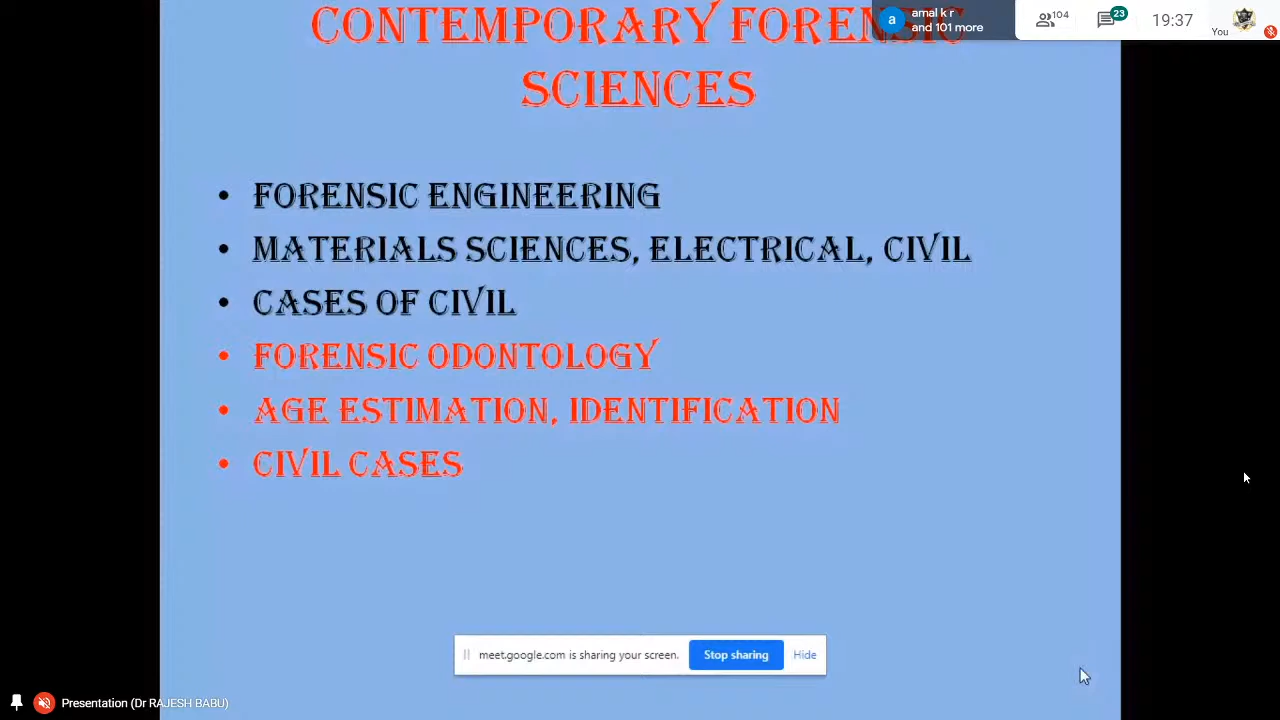 CONTEMPORARY FORENSIC
SCIENCES
a
amal k r
and 101 more
104
23
19:37
You
• FORENSIC ENGINEERING
• MATERIALS SCIENCES, ELECTRICAL, CIVIL
• CASES OF CIVIL
• FORENSIC ODONTOLOGY
• AGE ESTIMATION, IDENTIFICATION
• CIVIL CASES
meet.google.com is sharing your screen.
Stop sharing
Hide
Presentation (Dr RAJESH BABU)